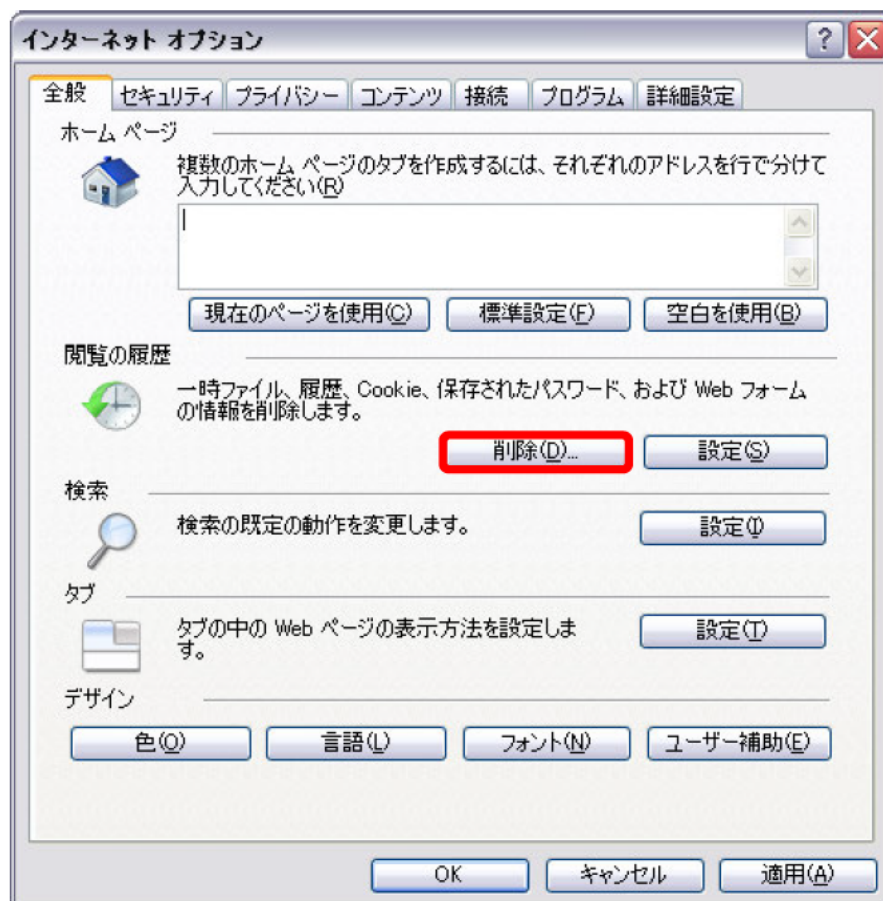 インターネット オプション
全般 セキュリティ プライバシー コンテンツ 接続 プログラム 詳細設定
ホーム ページ
複数のホーム ページのタブを作成するには、それぞれのアドレスを行で分けて
入力してください(R)
現在のページを使用(C) 標準設定(F) 空白を使用(B)
閲覧の履歴
一時ファイル、履歴、Cookie、保存されたパスワード、および Web フォーム
の情報を削除します。
削除(D)... 設定(S)
検索
検索の既定の動作を変更します。 設定(I)
タブ
タブの中の Web ページの表示方法を設定しま
す。
設定(T)
デザイン
色(O) 言語(L) フォント(N) ユーザー補助(E)
OK キャンセル 適用(A)